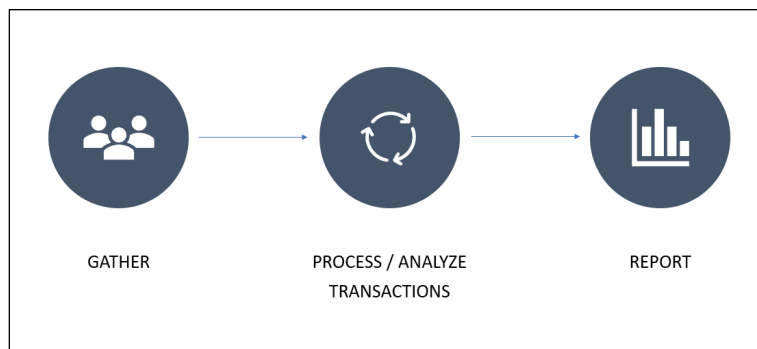 GATHER
PROCESS / ANALYZE
TRANSACTIONS
REPORT